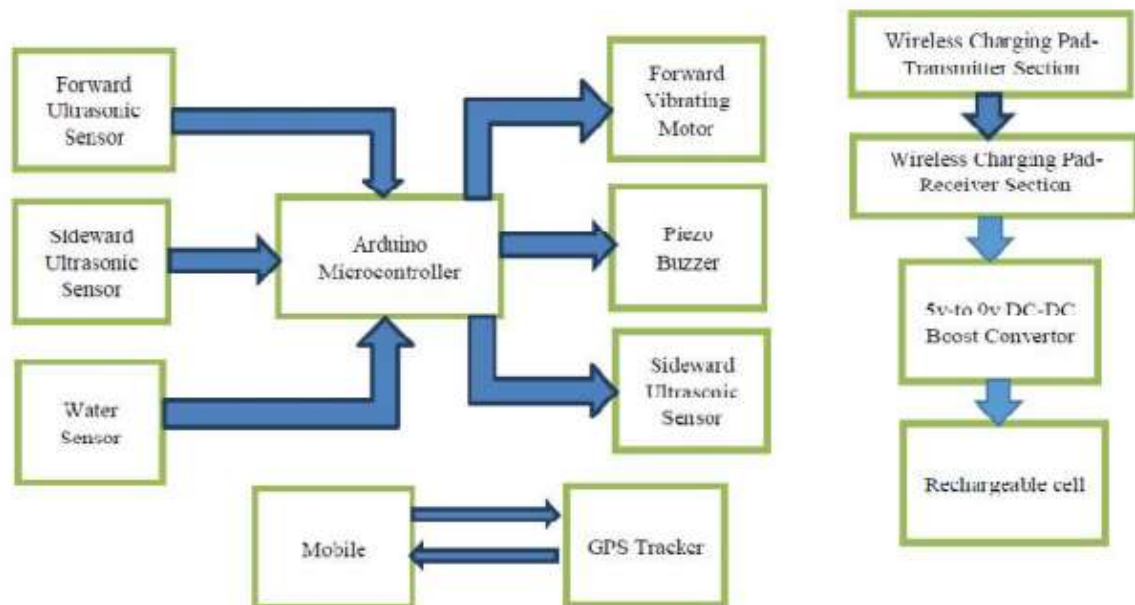 Forward
Ultrasonic
Sensor
Sideward
Ultrasonic
Sensor
Water
Sensor
Arduino
Microcontroller
Forward
Vibrating
Motor
Piezo
Buzzer
Sideward
Ultrasonic
Sensor
Mobile
GPS Tracker
Wireless Charging Pad-
Transmitter Section
Wireless Charging Pad-
Receiver Section
5v-to 9v DC-DC
Boost Convertor
Rechargeable cell